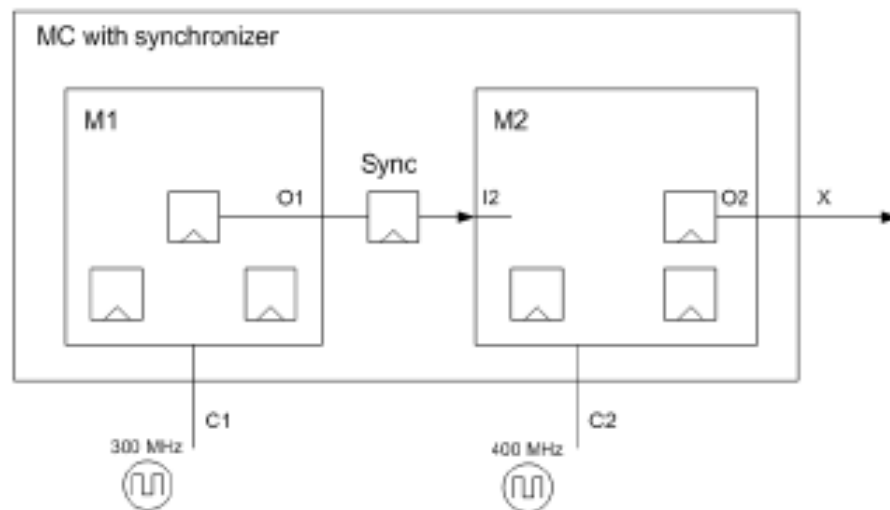 MC with synchronizer
M1
M2
Sync
O1
I2
O2
X
C1
C2
300 MHz
400 MHz